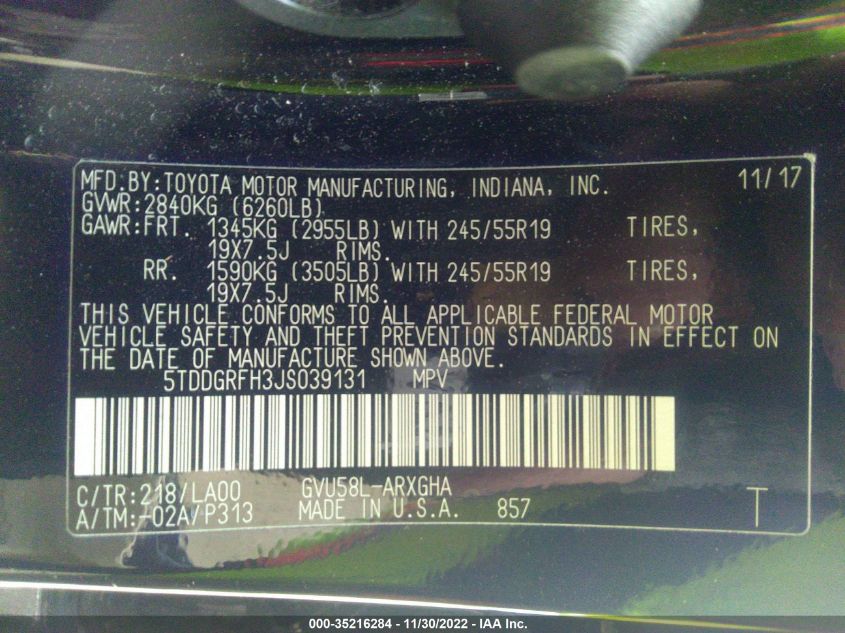 MFD.BY:TOYOTA MOTOR MANUFACTURING, INDIANA, INC. 11/17
GVWR:2840KG (6260LB)
GAWR:FRT. 1345KG (2955LB) WITH 245/55R19 TIRES,
19X7.5J RIMS.
RR. 1590KG (3505LB) WITH 245/55R19 TIRES,
19X7.5J RIMS.
THIS VEHICLE CONFORMS TO ALL APPLICABLE FEDERAL MOTOR
VEHICLE SAFETY AND THEFT PREVENTION STANDARDS IN EFFECT ON
THE DATE OF MANUFACTURE SHOWN ABOVE.
5TDDGRFH3JS039131 MPV
C/TR:218/LA00 GVU58L-ARXGHA
A/TM:-02A/P313 MADE IN U.S.A. 857 T
000-35216284 - 11/30/2022 - IAA Inc.